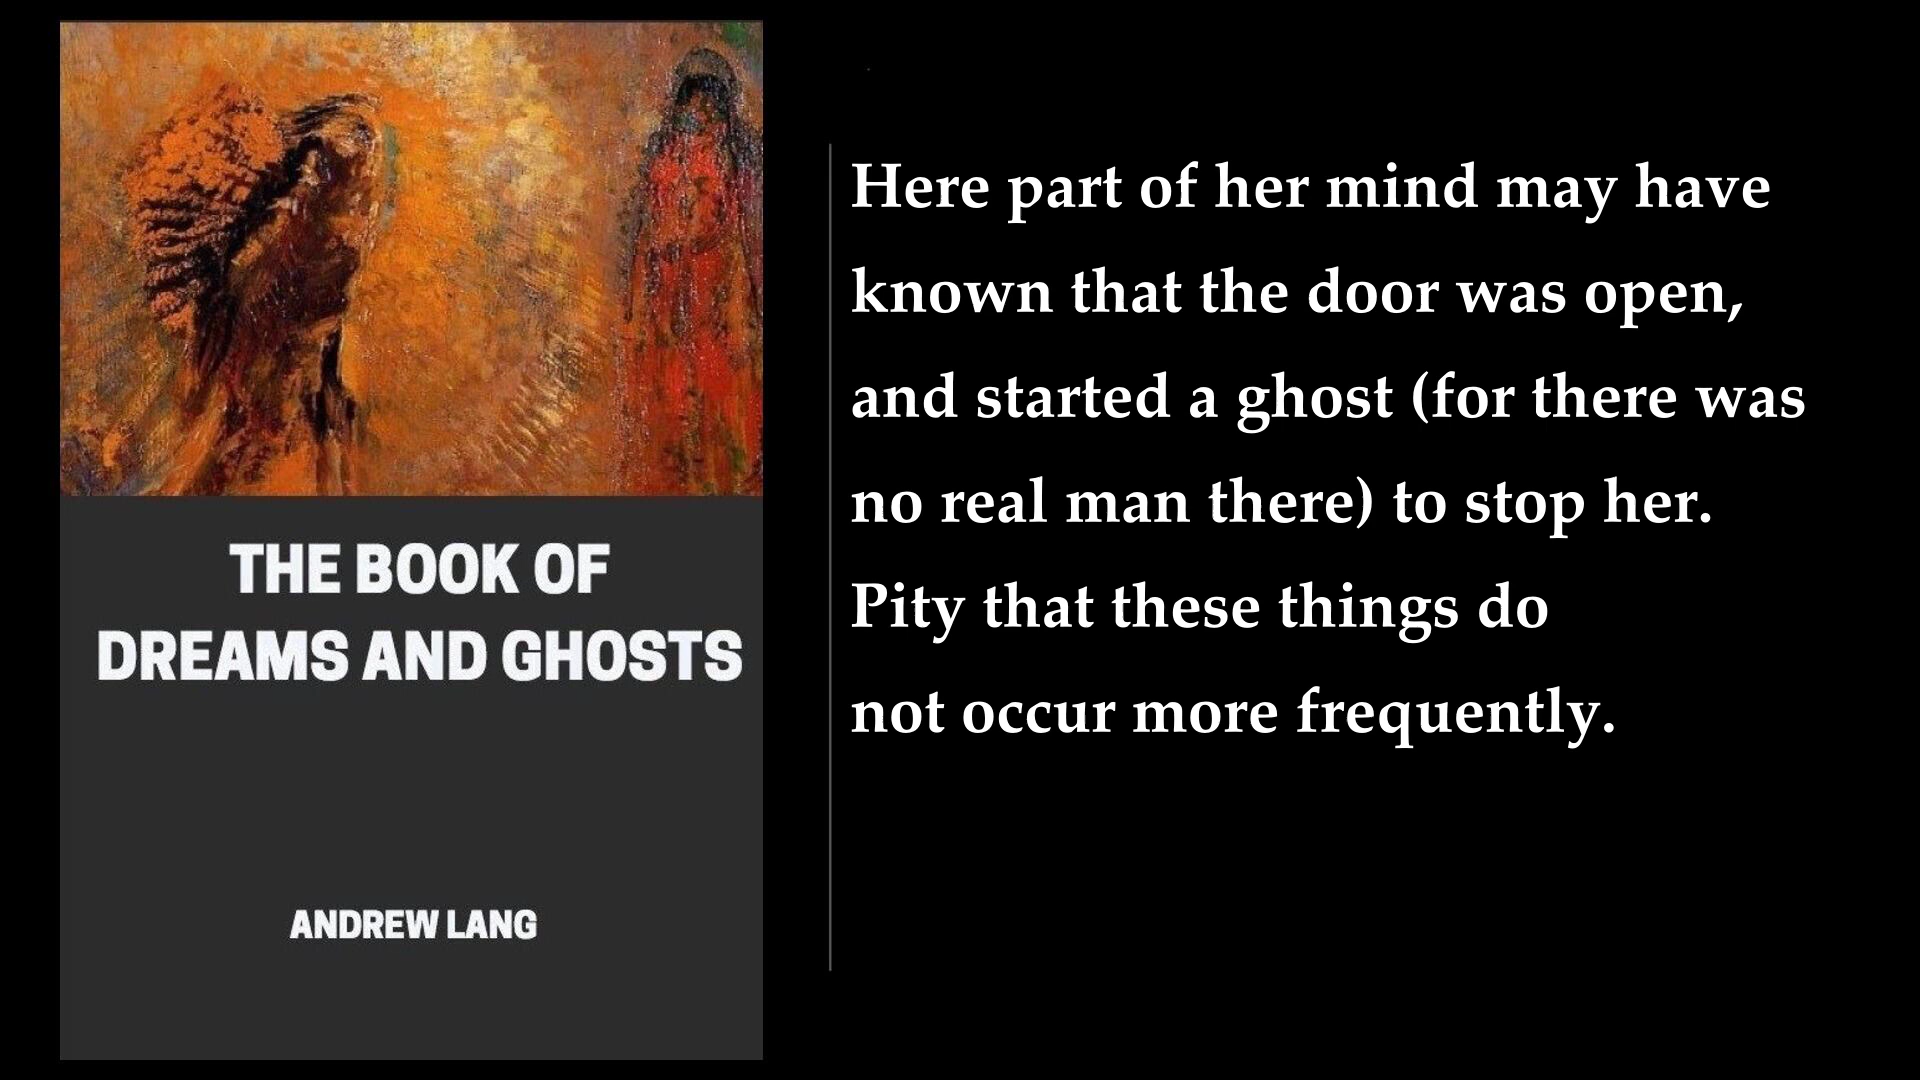 THE BOOK OF
DREAMS AND GHOSTS
ANDREW LANG
Here part of her mind may have
known that the door was open,
and started a ghost (for there was
no real man there) to stop her.
Pity that these things do
not occur more frequently.